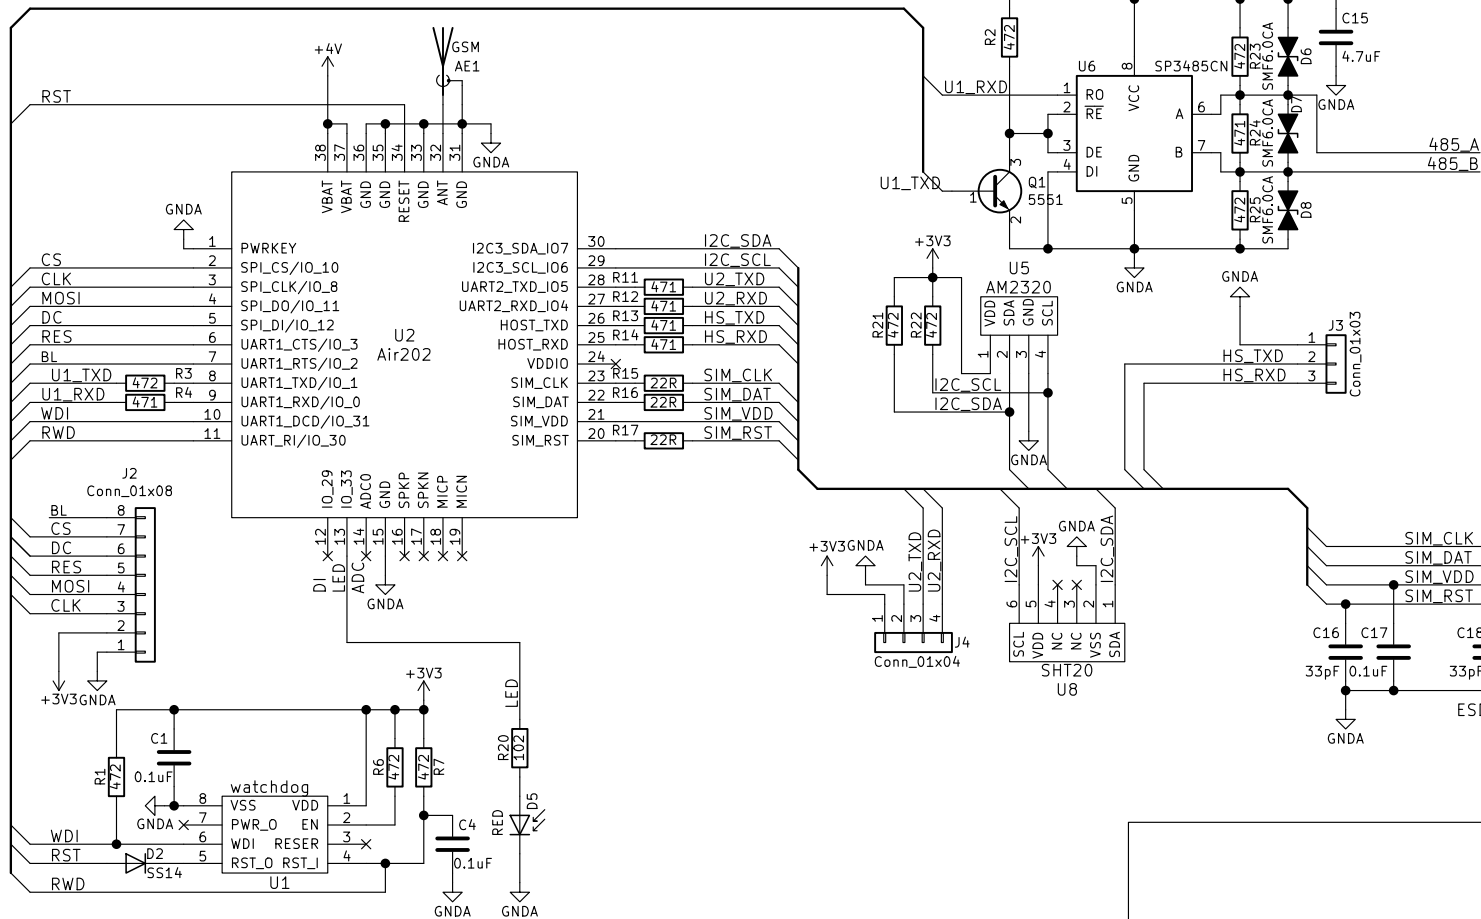 RST
+4V
GSM
AE1
GNDA
38 37 36 35 34 33 32 31
VBAT VBAT GND GND RESET GND ANT GND
GNDA
CS
CLK
MOSI
DC
RES
BL
U1_TXD 472 R3
U1_RXD 471 R4
WDI
RWD
1 PWRKEY
2 SPI_CS/IO_10
3 SPI_CLK/IO_8
4 SPI_DO/IO_11
5 SPI_DI/IO_12
6 UART1_CTS/IO_3
7 UART1_RTS/IO_2
8 UART1_TXD/IO_1
9 UART1_RXD/IO_0
10 UART1_DCD/IO_31
11 UART_RI/IO_30
U2
Air202
I2C3_SDA_IO7 30 I2C_SDA
I2C3_SCL_IO6 29 I2C_SCL
UART2_TXD_IO5 28 R11 471 U2_TXD
UART2_RXD_IO4 27 R12 471 U2_RXD
HOST_TXD 26 R13 471 HS_TXD
HOST_RXD 25 R14 471 HS_RXD
VDDIO 24
SIM_CLK 23 R15 22R SIM_CLK
SIM_DAT 22 R16 22R SIM_DAT
SIM_VDD 21 SIM_VDD
SIM_RST 20 R17 22R SIM_RST
IO_29 IO_33 ADC0 GND SPKP SPKN MICP MICN
12 13 14 15 16 17 18 19
DI LED ADC
GNDA
J2
Conn_01x08
BL 8
CS 7
DC 6
RES 5
MOSI 4
CLK 3
2
1
+3V3 GNDA
+3V3
R1 472
C1
0.1uF
GNDA
watchdog
8 VSS VDD 1
7 PWR_O EN 2
6 WDI RESER 3
5 RST_O RST_I 4
U1
WDI
RST
RWD
D2
SS14
R6 472
472 R7
C4
0.1uF
GNDA
LED
R20 102
RED D5
GNDA
R2 472
U1_RXD
U1_TXD
U6
SP3485CN
1 RO
2 RE
3 DE
4 DI
8 VCC
GND 5
A 6
B 7
3
1
2
Q1
5551
GNDA
472 R23
471 R24
472 R25
SMF6.0CA D6
SMF6.0CA D7
SMF6.0CA D8
C15
4.7uF
GNDA
485_A
485_B
+3V3
R21 472
R22 472
U5
AM2320
VDD SDA GND SCL
1 2 3 4
I2C_SCL
I2C_SDA
GNDA
GNDA
J3
Conn_01x03
1
HS_TXD 2
HS_RXD 3
+3V3 GNDA
U2_TXD
U2_RXD
1 2 3 4
J4
Conn_01x04
I2C_SCL
+3V3
GNDA
I2C_SDA
6 5 4 3 2 1
SCL VDD NC NC VSS SDA
SHT20
U8
SIM_CLK
SIM_DAT
SIM_VDD
SIM_RST
C16
33pF
C17
0.1uF
C18
33pF
GNDA
ESD